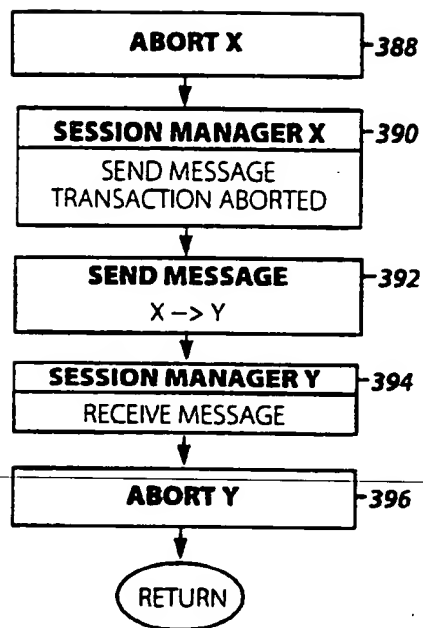 ABORT X
388
SESSION MANAGER X
390
SEND MESSAGE
TRANSACTION ABORTED
SEND MESSAGE
392
X -> Y
SESSION MANAGER Y
394
RECEIVE MESSAGE
ABORT Y
396
RETURN